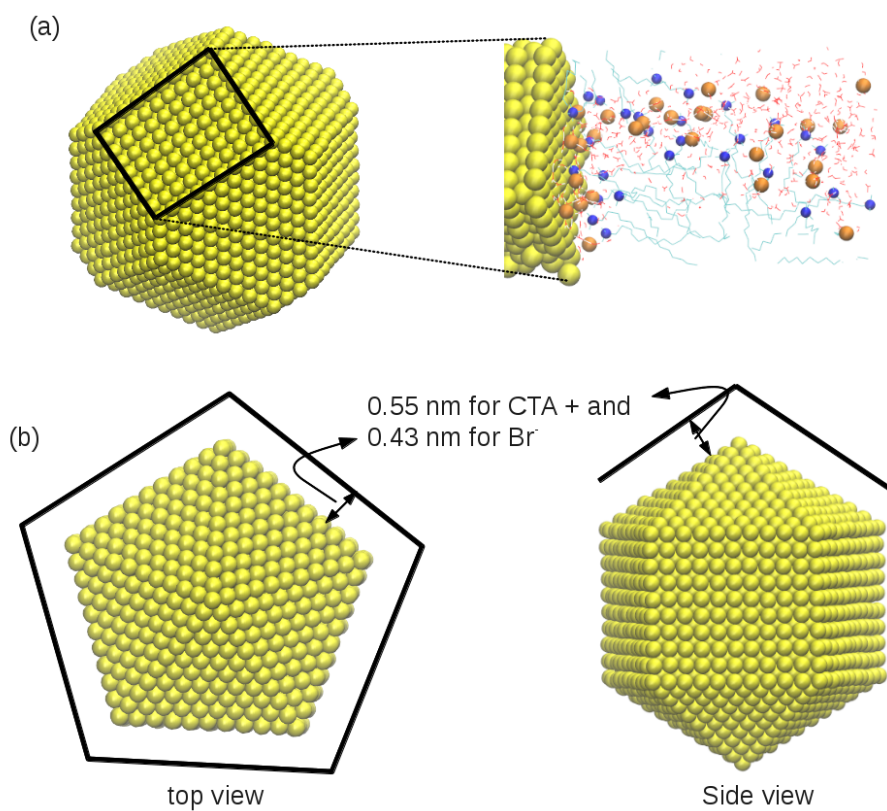 (a)
(b)
0.55 nm for CTA + and
0.43 nm for Br-
top view
Side view